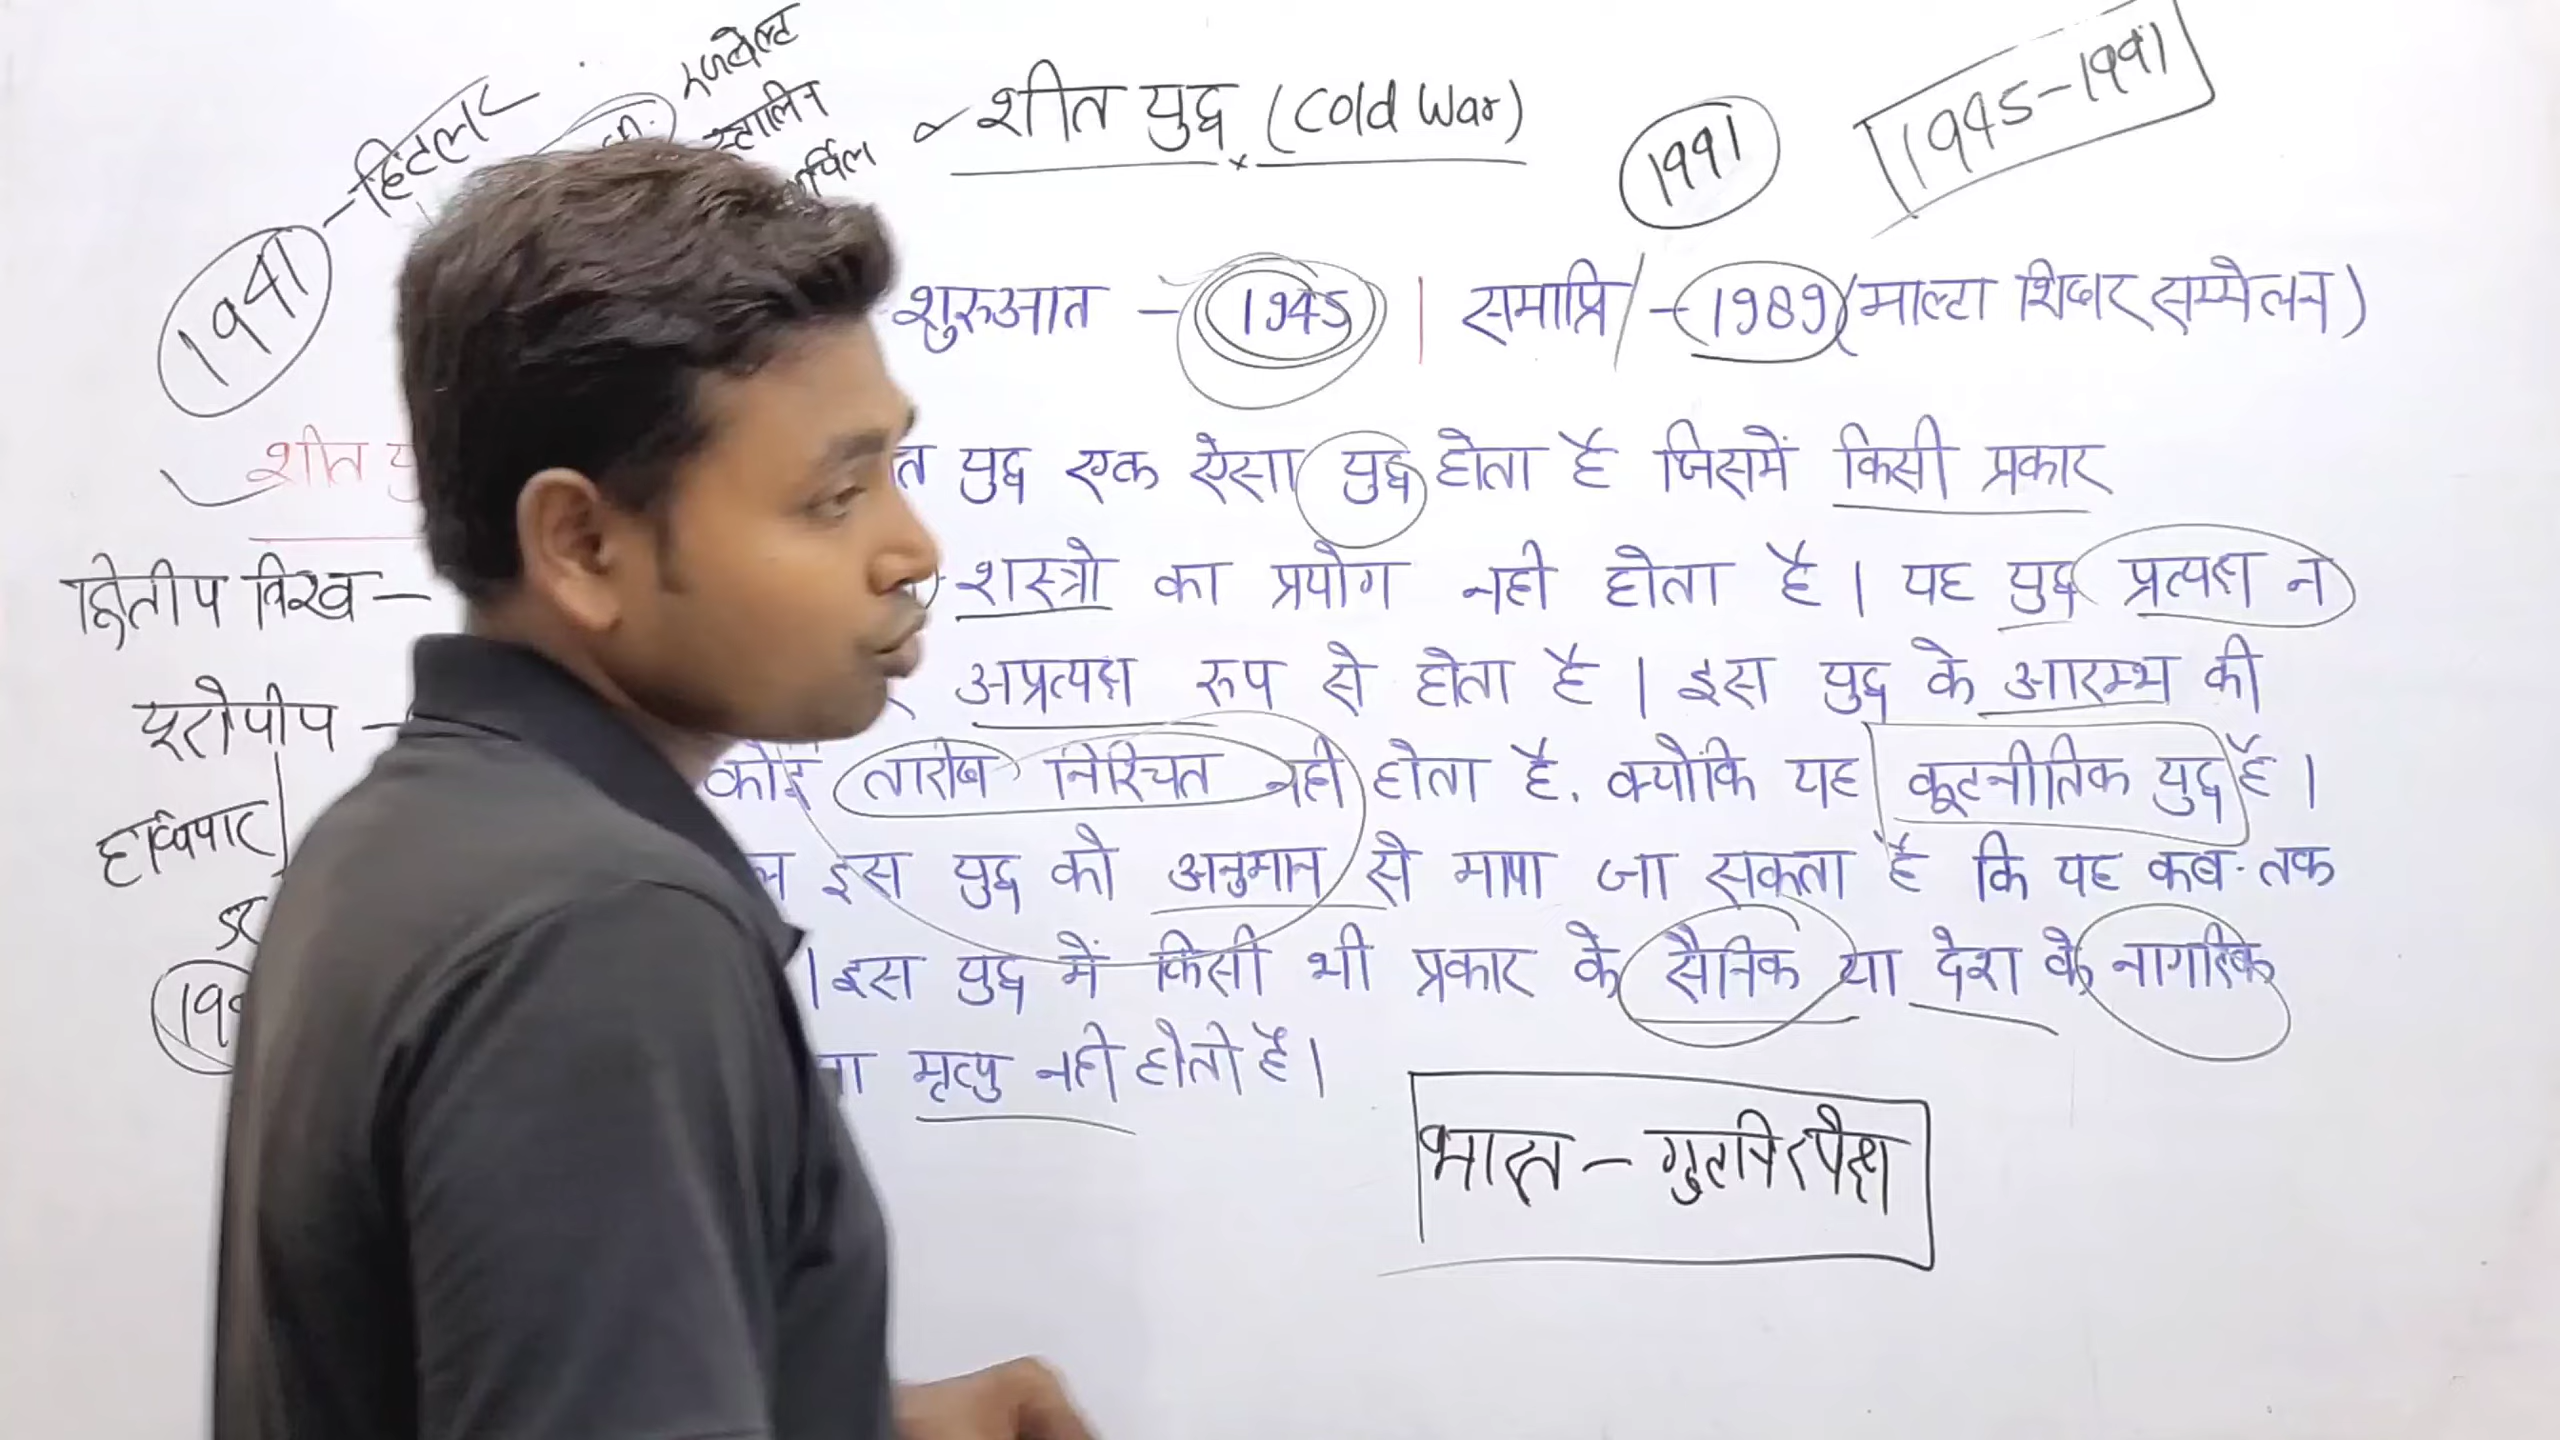 रुजवेल्ट
स्टालिन
1941 - हिटलर
शीत युद्ध (Cold War)
1991
1945-1991
शुरुआत - 1945 | समाप्ति - 1989 (माल्टा शिखर सम्मेलन)
शीत युद्ध एक ऐसा युद्ध होता है जिसमें किसी प्रकार
द्वितीय विश्व - शस्त्रो का प्रयोग नही होता है । यह युद्ध प्रत्यक्ष न
अप्रत्यक्ष रूप से होता है । इस युद्ध के आरम्भ की
यूरोपीय -
कोई तारीख निश्चित नही होता है. क्योकि यह कूटनीतिक युद्ध है ।
हथियार
इस युद्ध को अनुमान से मापा जा सकता है कि यह कब-तक
डर
। इस युद्ध में किसी भी प्रकार के सैनिक या देश के नागरिक
मृत्यु नही होती है ।
भारत - गुटनिरपेक्ष